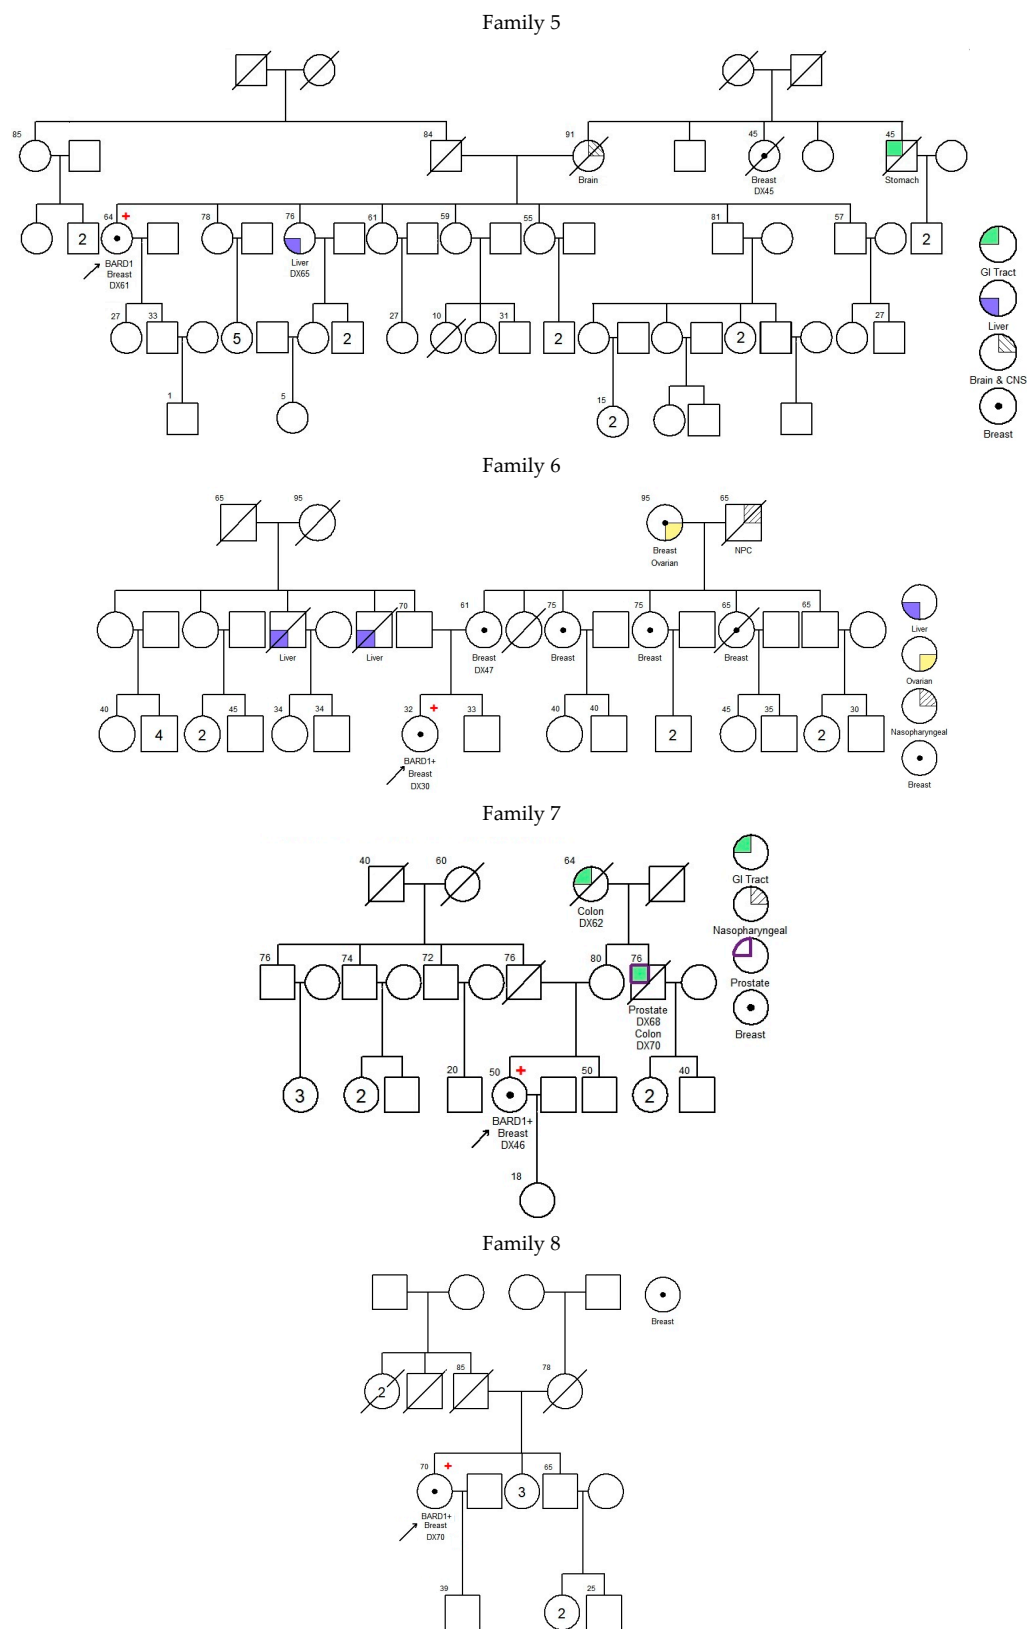 Family 5
85
84
91
45
45
Brain
Breast
DX45
Stomach
64
+
78
76
61
59
55
81
57
2
2
BARD1
Breast
DX61
Liver
DX65
GI Tract
Liver
Brain & CNS
Breast
27
33
5
2
27
10
31
2
2
27
1
5
15
2
Family 6
65
95
95
65
Breast
Ovarian
NPC
70
61
75
75
65
65
Liver
Liver
Breast
DX47
Breast
Breast
Breast
Liver
Ovarian
Nasopharyngeal
Breast
40
4
2
45
34
34
32
+
33
40
40
2
45
35
2
30
BARD1+
Breast
DX30
Family 7
40
60
64
Colon
DX62
GI Tract
Nasopharyngeal
Prostate
Breast
76
74
72
76
80
76
Prostate
DX68
Colon
DX70
3
2
20
50
+
50
2
40
BARD1+
Breast
DX46
18
Family 8
Breast
2
85
78
70
+
3
65
BARD1+
Breast
DX70
39
2
25